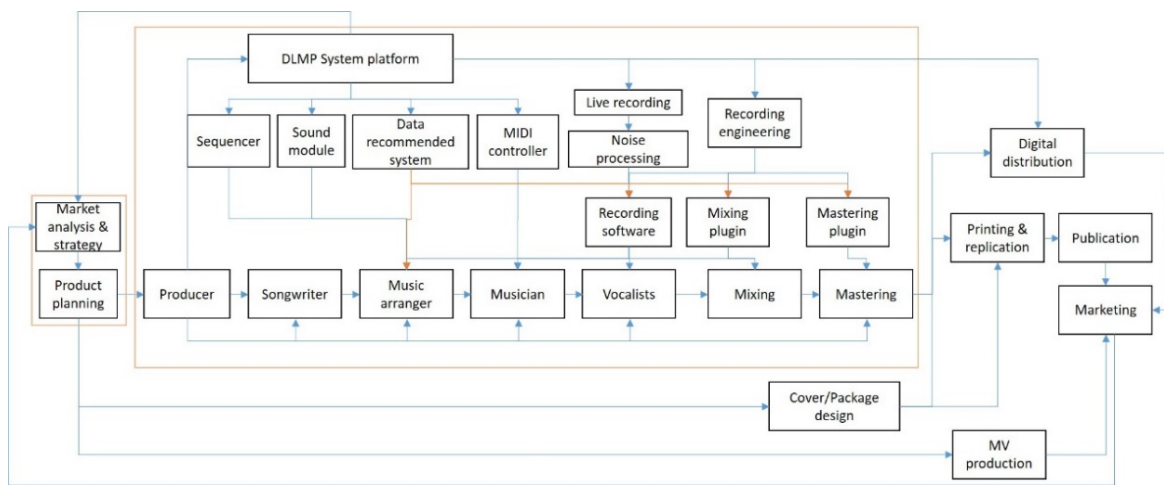 DLMP System platform
Live recording
Recording
engineering
Sequencer
Sound
module
Data
recommended
system
MIDI
controller
Noise
processing
Digital
distribution
Market
analysis &
strategy
Recording
software
Mixing
plugin
Mastering
plugin
Printing &
replication
Publication
Product
planning
Producer
Songwriter
Music
arranger
Musician
Vocalists
Mixing
Mastering
Marketing
Cover/Package
design
MV
production